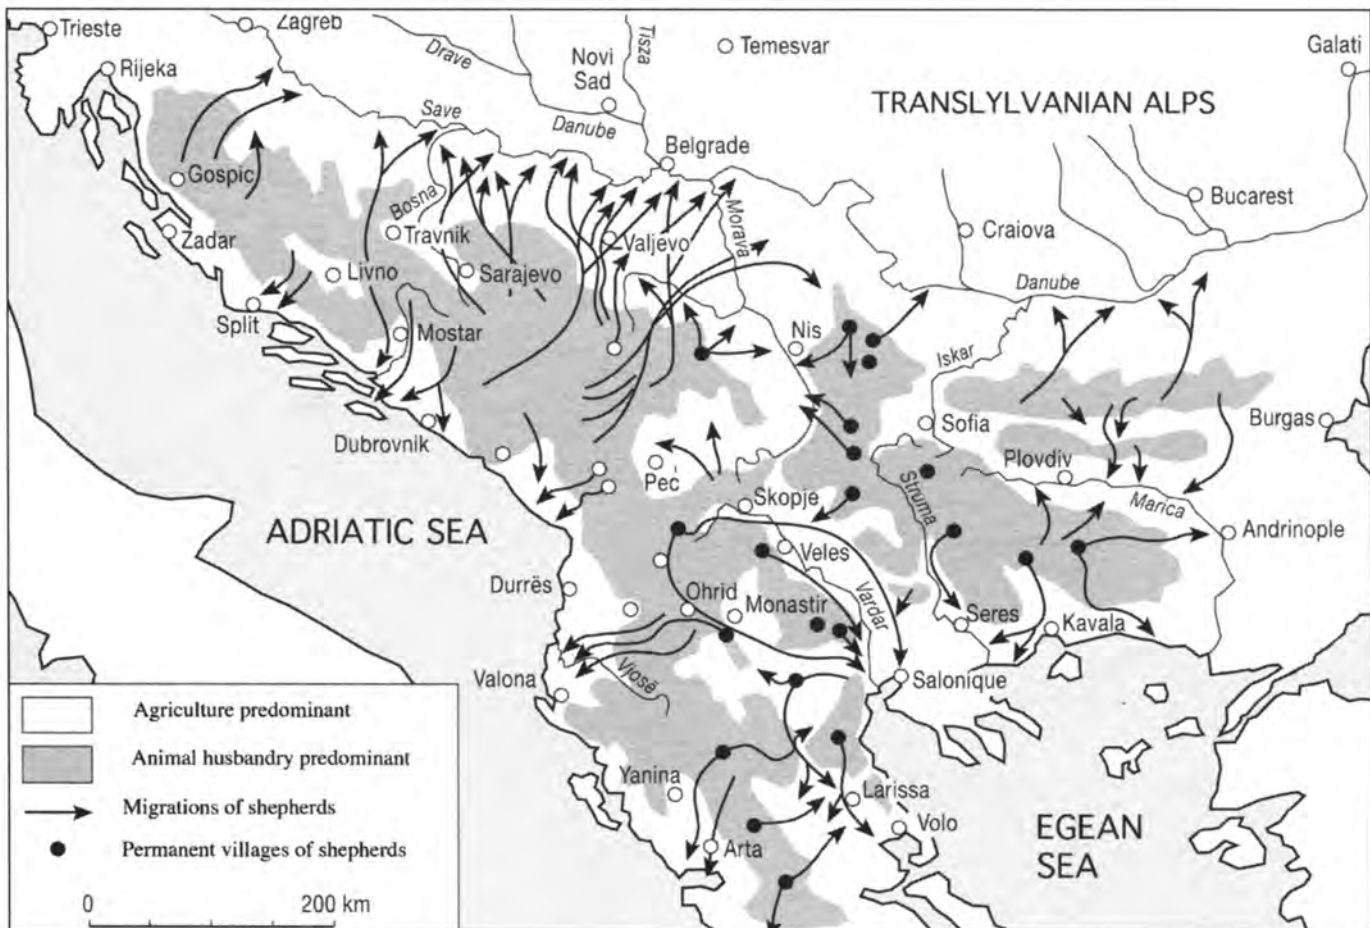 Trieste
Zagreb
Rijeka
Drave
Novi
Sad
Tisza
Temesvar
Galati
TRANSLYLVANIAN ALPS
Save
Danube
Belgrade
Gospic
Bosna
Morava
Bucarest
Zadar
Travnik
Valjevo
Craiova
Livno
Sarajevo
Danube
Split
Mostar
Nis
Iskar
Dubrovnik
Sofia
Burgas
Pec
Plovdiv
Skopje
Struma
Marica
ADRIATIC SEA
Veles
Andrinople
Durrës
Ohrid
Monastir
Vardar
Seres
Kavala
Vjosë
Valona
Salonique
Yanina
Larissa
Volo
Arta
EGEAN
SEA
Agriculture predominant
Animal husbandry predominant
Migrations of shepherds
Permanent villages of shepherds
0 200 km